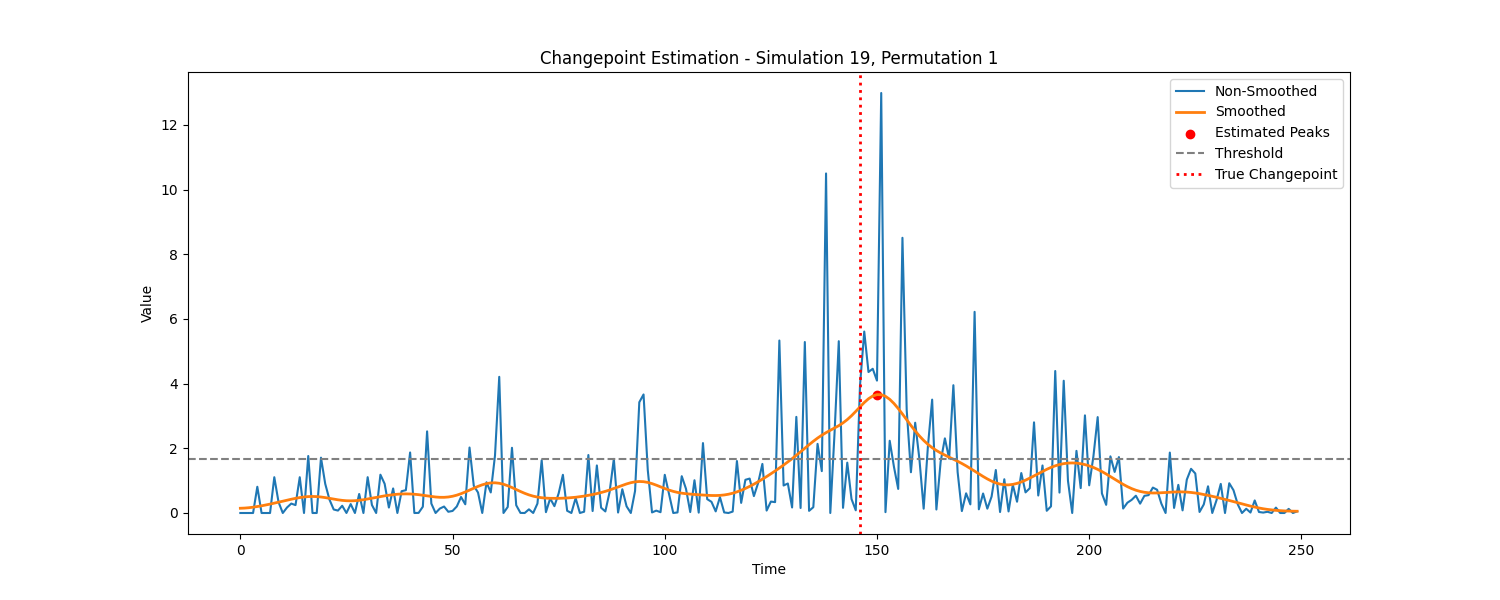 Changepoint Estimation - Simulation 19, Permutation 1
Non-Smoothed
Smoothed
Estimated Peaks
Threshold
True Changepoint
Value
12
10
8
6
4
2
0
0
50
100
150
200
250
Time